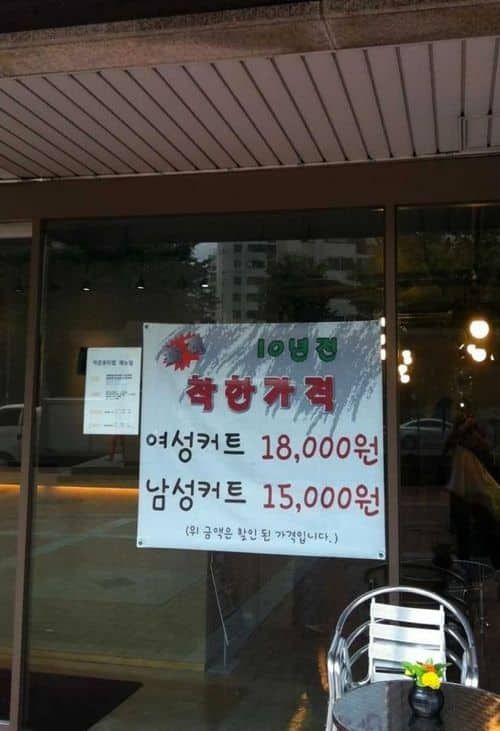 10년전
착한가격
여성커트 18,000원
남성커트 15,000원
(위 금액은 할인 된 가격입니다.)